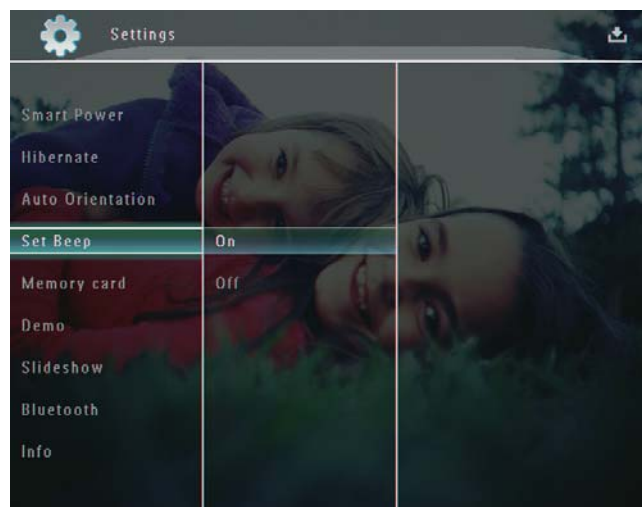 Settings
Smart Power
Hibernate
Auto Orientation
Set Beep
On
Memory card
Off
Demo
Slideshow
Bluetooth
Info